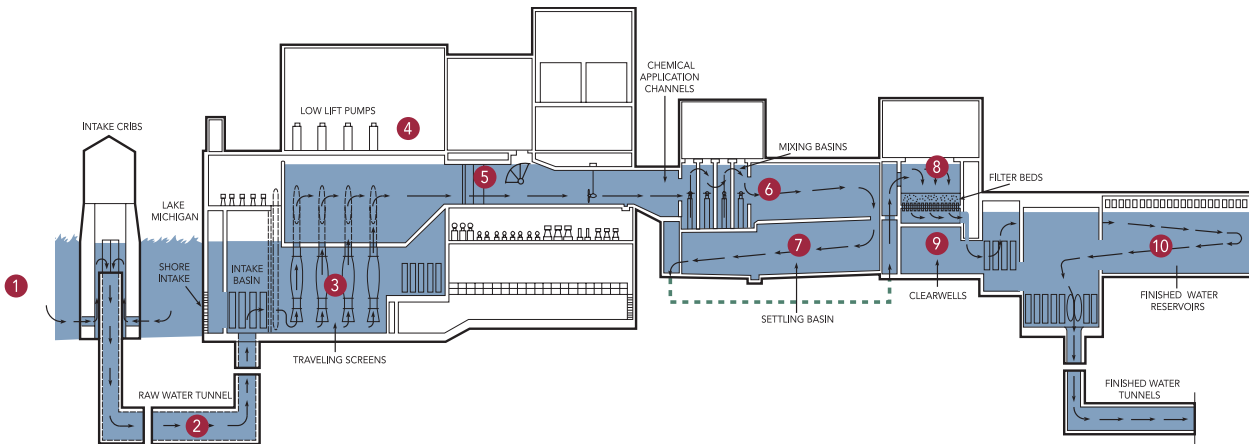 INTAKE CRIBS
LAKE
MICHIGAN
SHORE
INTAKE
1
RAW WATER TUNNEL
2
INTAKE
BASIN
3
TRAVELING SCREENS
LOW LIFT PUMPS
4
5
CHEMICAL
APPLICATION
CHANNELS
MIXING BASINS
6
7
SETTLING BASIN
8
FILTER BEDS
9
CLEARWELLS
10
FINISHED WATER
RESERVOIRS
FINISHED WATER
TUNNELS